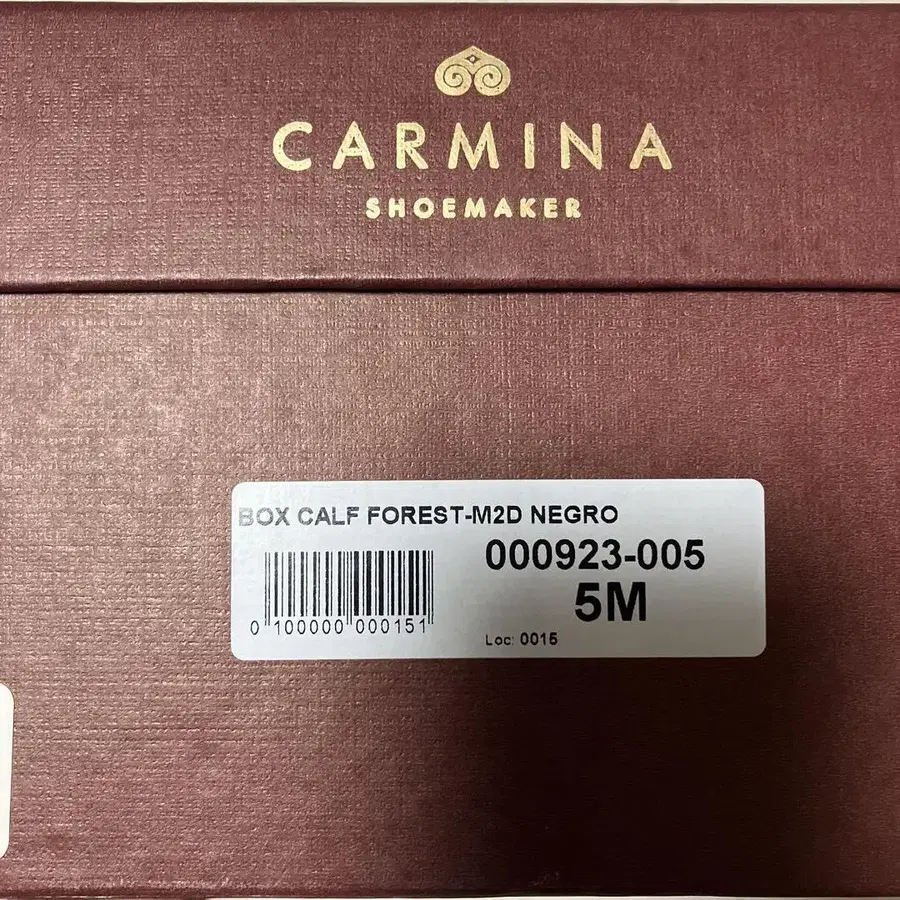 CARMINA
SHOEMAKER
BOX CALF FOREST-M2D NEGRO
000923-005
5M
0 100000 000151
Loc: 0015